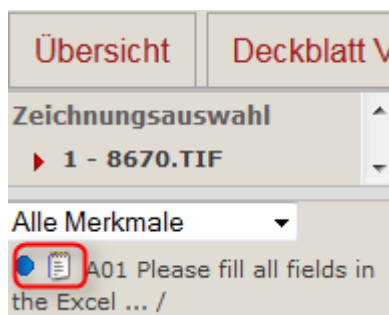 Übersicht Deckblatt V
Zeichnungsauswahl
1 - 8670.TIF
Alle Merkmale
A01 Please fill all fields in
the Excel ... /